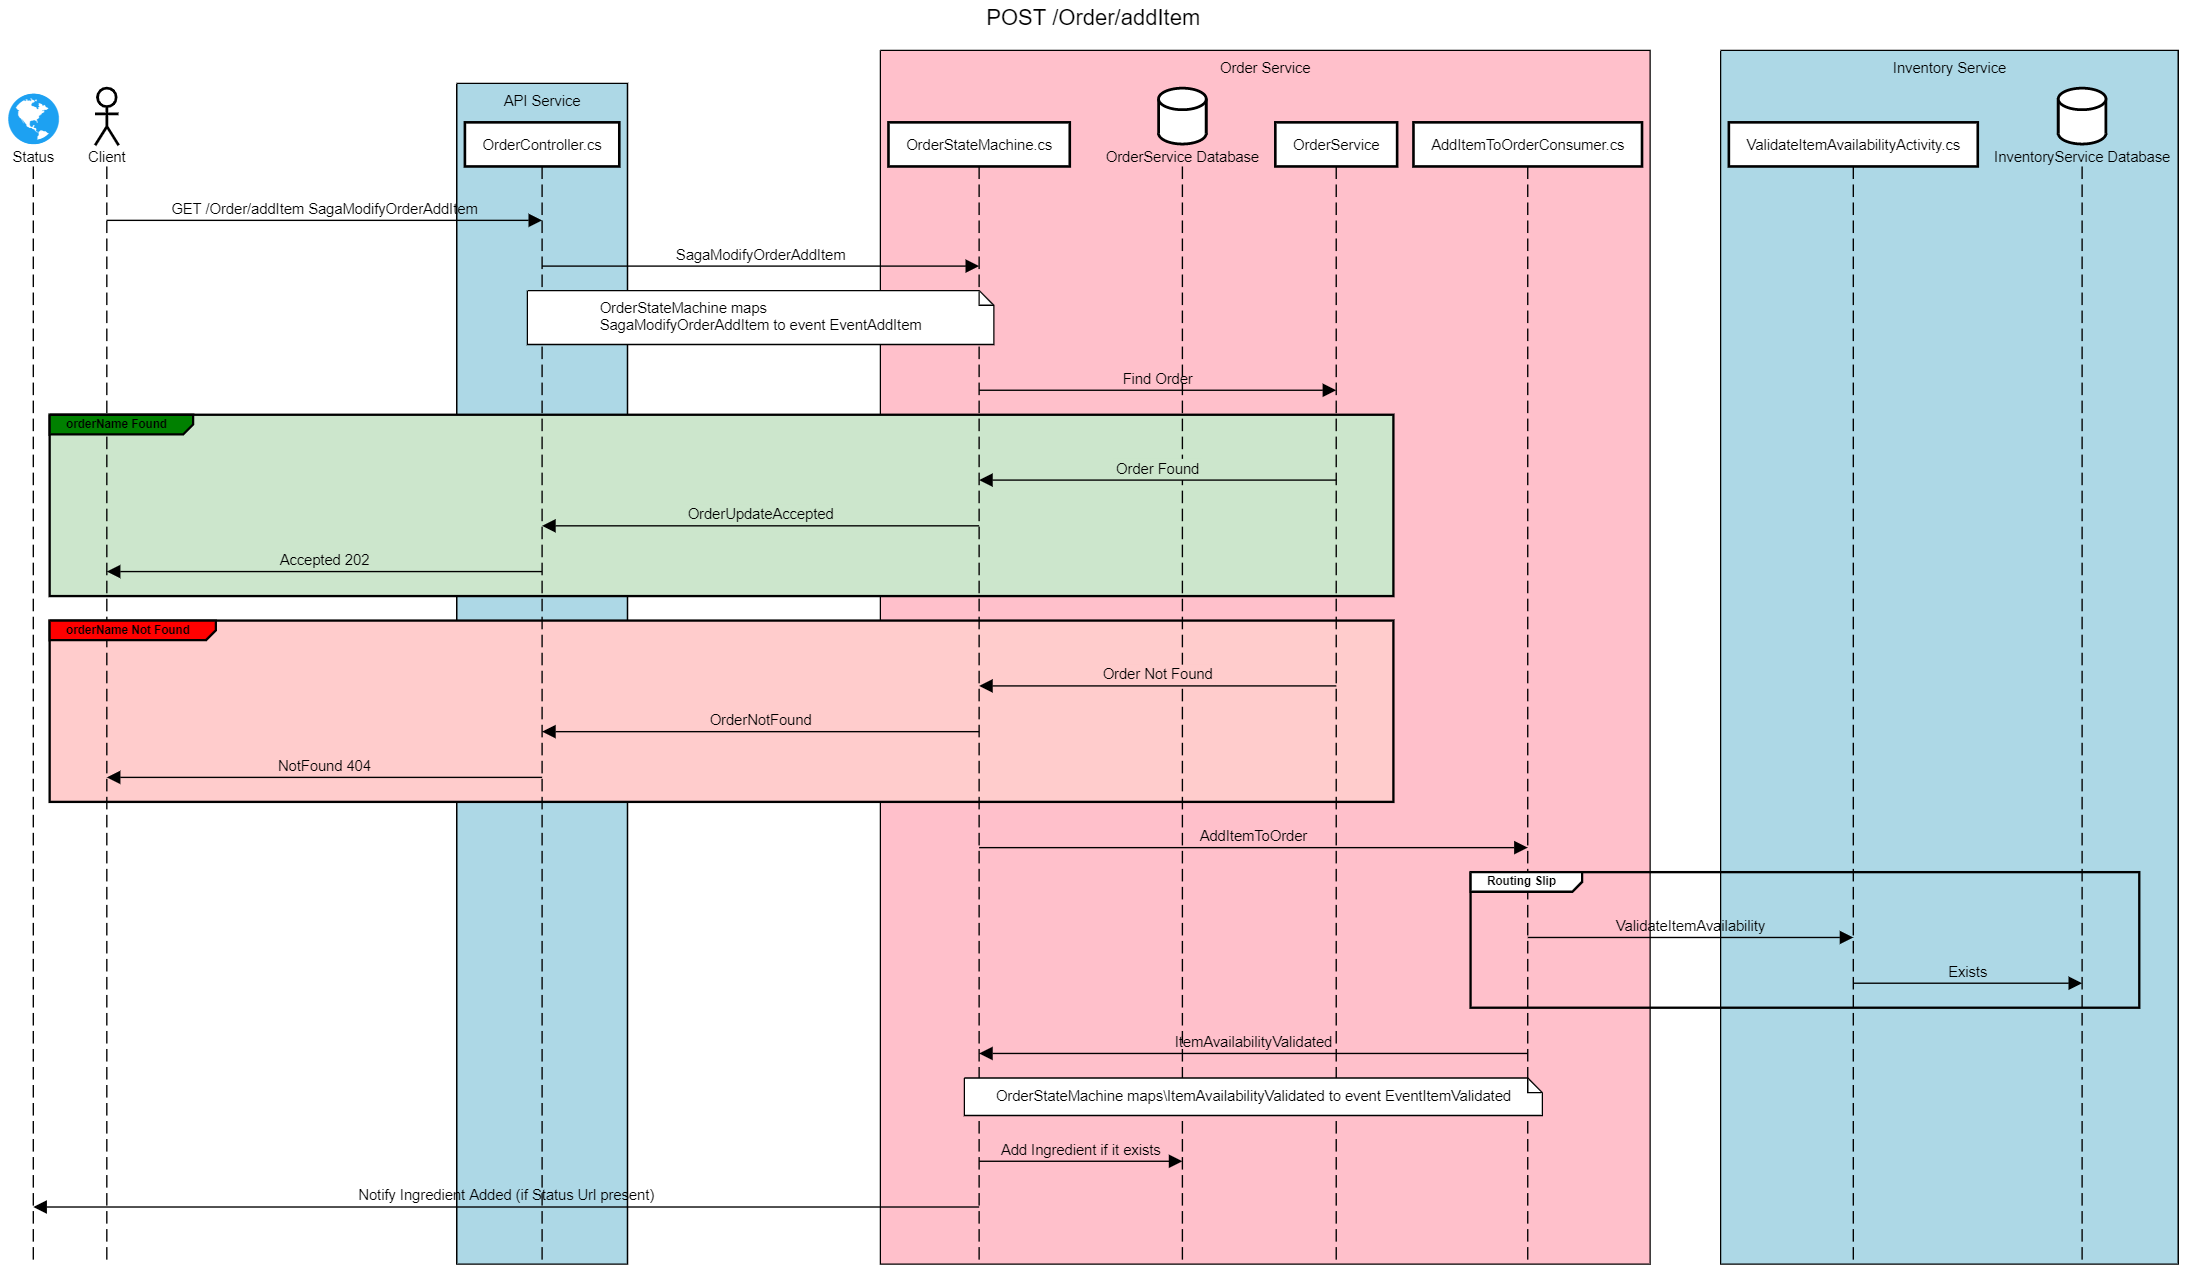 POST /Order/addItem
Order Service
Inventory Service
API Service
Status
Client
OrderController.cs
OrderStateMachine.cs
OrderService Database
OrderService
AddItemToOrderConsumer.cs
ValidateItemAvailabilityActivity.cs
InventoryService Database
GET /Order/addItem SagaModifyOrderAddItem
SagaModifyOrderAddItem
OrderStateMachine maps
SagaModifyOrderAddItem to event EventAddItem
Find Order
orderName Found
Order Found
OrderUpdateAccepted
Accepted 202
orderName Not Found
Order Not Found
OrderNotFound
NotFound 404
AddItemToOrder
Routing Slip
ValidateItemAvailability
Exists
ItemAvailabilityValidated
OrderStateMachine maps\ItemAvailabilityValidated to event EventItemValidated
Add Ingredient if it exists
Notify Ingredient Added (if Status Url present)